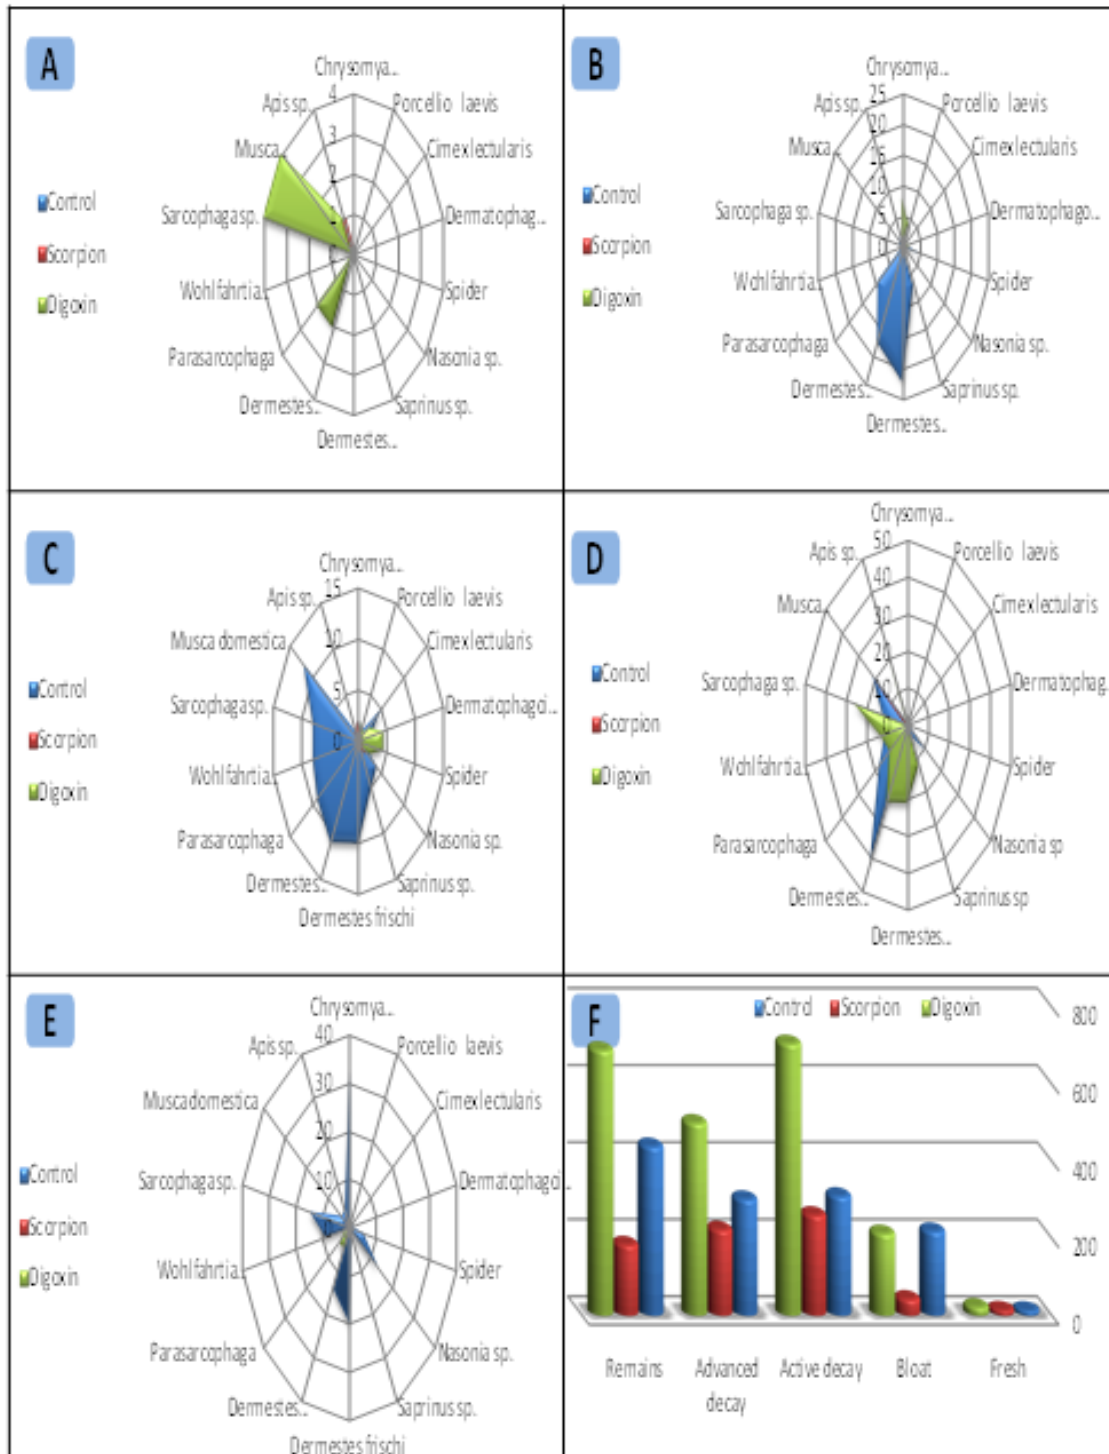 A
Chrysomya...
Porcellio laevis
Cimex lectularis
Dermatophag...
Spider
Nasonia sp.
Saprinus sp.
Dermestes...
Dermestes...
Parasarcophaga
Wohlfahrtia...
Sarcophaga sp.
Musca...
Apis sp.
4
3
2
1
Control
Scorpion
Digoxin
B
Chrysomya...
Porcellio laevis
Cimex lectularis
Dermatophago...
Spider
Nasonia sp.
Saprinus sp.
Dermestes...
Dermestes...
Parasarcophaga
Wohlfahrtia...
Sarcophaga sp.
Musca...
Apis sp.
25
20
15
10
5
0
Control
Scorpion
Digoxin
C
Chrysomya...
Porcellio laevis
Cimex lectularis
Dermatophagoi...
Spider
Nasonia sp.
Saprinus sp.
Dermestes frischi
Dermestes...
Parasarcophaga
Wohlfahrtia...
Sarcophaga sp.
Musca domestica
Apis sp.
15
10
5
0
Control
Scorpion
Digoxin
D
Chrysomya...
Porcellio laevis
Cimex lectularis
Dermatophag...
Spider
Nasonia sp
Saprinus sp
Dermestes...
Dermestes...
Parasarcophaga
Wohlfahrtia...
Sarcophaga sp.
Musca...
Apis sp.
50
40
30
20
10
0
Control
Scorpion
Digoxin
E
Chrysomya...
Porcellio laevis
Cimex lectularis
Dermatophagoi...
Spider
Nasonia sp.
Saprinus sp.
Dermestes frischi
Dermestes...
Parasarcophaga
Wohlfahrtia...
Sarcophaga sp.
Musca domestica
Apis sp.
40
30
20
10
0
Control
Scorpion
Digoxin
F
Control Scorpion Digoxin
800
600
400
200
0
Remains
Advanced
decay
Active decay
Bloat
Fresh